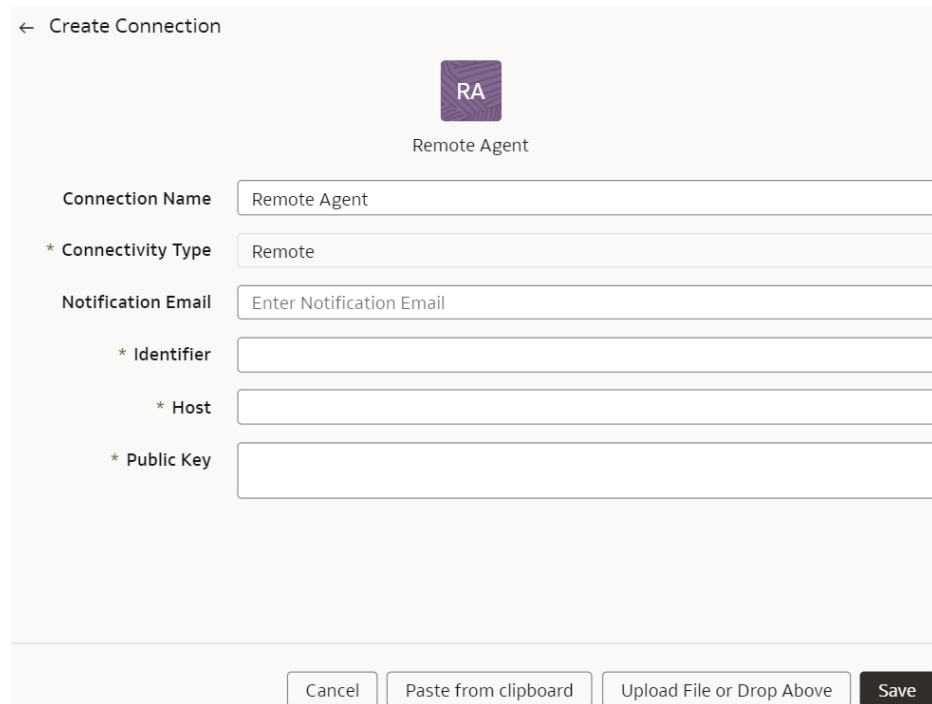 ← Create Connection
RA
Remote Agent
Connection Name Remote Agent
* Connectivity Type Remote
Notification Email Enter Notification Email
* Identifier
* Host
* Public Key
Cancel Paste from clipboard Upload File or Drop Above Save